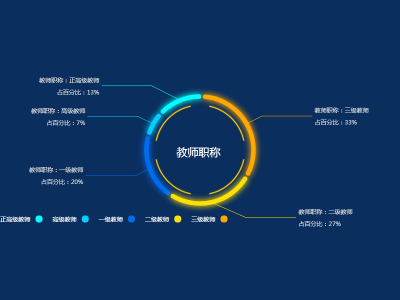 教师职称：正高级教师
占百分比：13%
教师职称：高级教师
占百分比：7%
教师职称：三级教师
占百分比：33%
教师职称
教师职称：一级教师
占百分比：20%
教师职称：二级教师
占百分比：27%
正高级教师 高级教师 一级教师 二级教师 三级教师